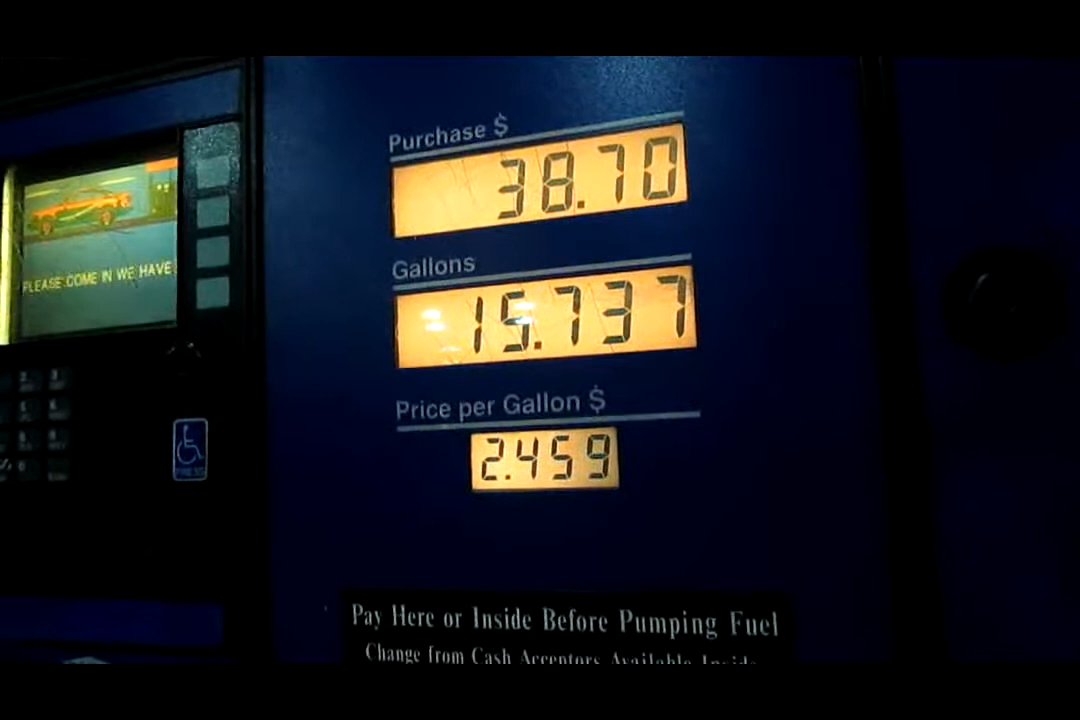 Purchase $
38.70
Gallons
15.737
Price per Gallon $
2.459
PLEASE COME IN WE HAVE
Pay Here or Inside Before Pumping Fuel
Change from Cash Acceptors Available Inside